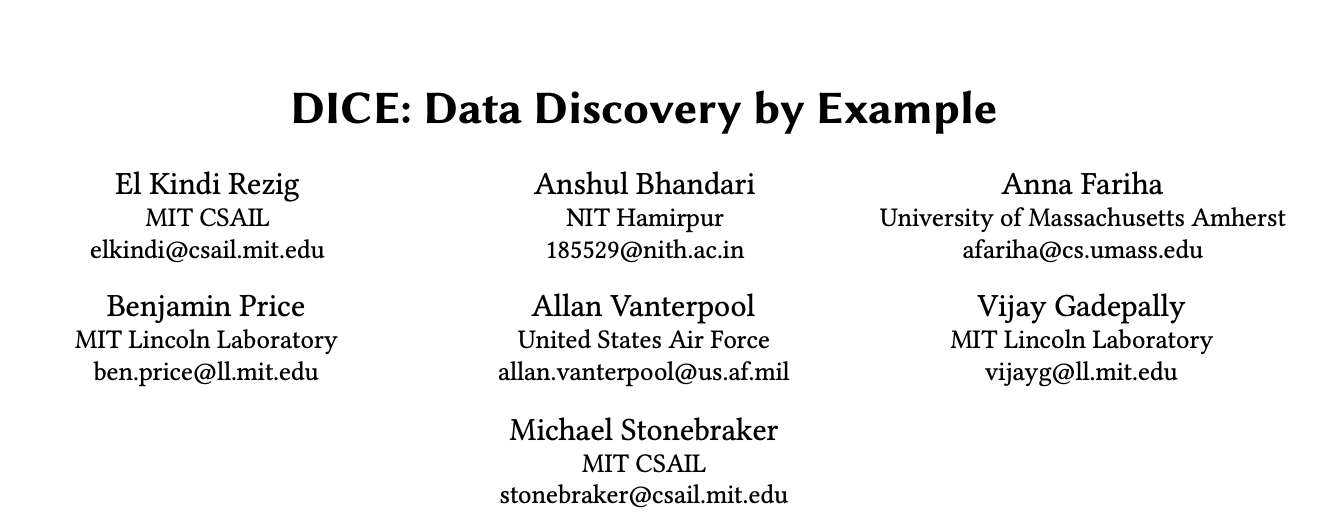 DICE: Data Discovery by Example
El Kindi Rezig
MIT CSAIL
elkindi@csail.mit.edu
Anshul Bhandari
NIT Hamirpur
185529@nith.ac.in
Anna Fariha
University of Massachusetts Amherst
afariha@cs.umass.edu
Benjamin Price
MIT Lincoln Laboratory
ben.price@ll.mit.edu
Allan Vanterpool
United States Air Force
allan.vanterpool@us.af.mil
Vijay Gadepally
MIT Lincoln Laboratory
vijayg@ll.mit.edu
Michael Stonebraker
MIT CSAIL
stonebraker@csail.mit.edu